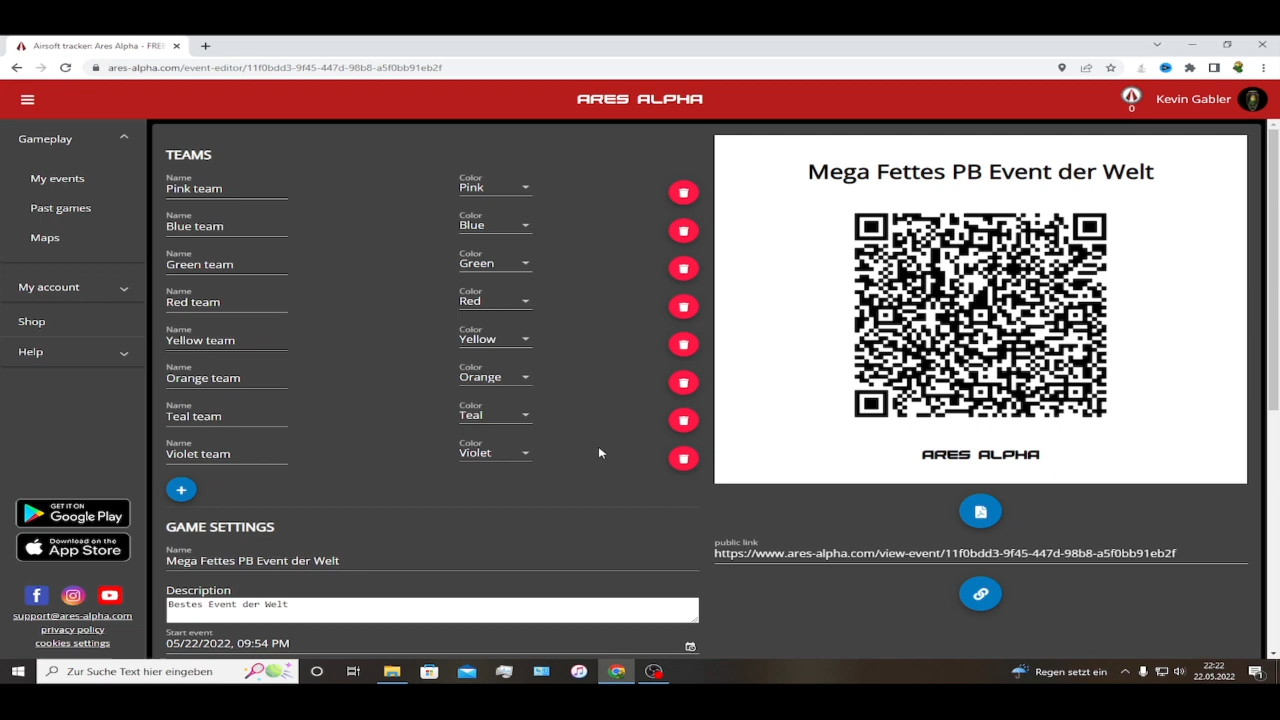 Airsoft tracker: Ares Alpha - FREE
ares-alpha.com/event-editor/11f0bdd3-9f45-447d-98b8-a5f0bb91eb2f
ARES ALPHA
0
Kevin Gabler
Gameplay
My events
Past games
Maps
My account
Shop
Help
GET IT ON
Google Play
Download on the
App Store
support@ares-alpha.com
privacy policy
cookies settings
TEAMS
Name
Pink team
Color
Pink
Name
Blue team
Color
Blue
Name
Green team
Color
Green
Name
Red team
Color
Red
Name
Yellow team
Color
Yellow
Name
Orange team
Color
Orange
Name
Teal team
Color
Teal
Name
Violet team
Color
Violet
GAME SETTINGS
Name
Mega Fettes PB Event der Welt
Description
Bestes Event der Welt
Start event
05/22/2022, 09:54 PM
Mega Fettes PB Event der Welt
ARES ALPHA
public link
https://www.ares-alpha.com/view-event/11f0bdd3-9f45-447d-98b8-a5f0bb91eb2f
Zur Suche Text hier eingeben
Regen setzt ein
22:22
22.05.2022
1